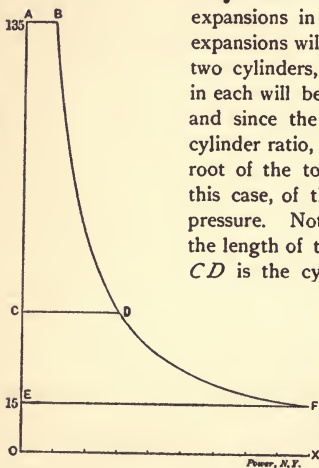 expansions in
expansions wil
two cylinders,
in each will be
and since the
cylinder ratio,
root of the to
this case, of t
pressure. Not
the length of t
CD is the cy
A B
135
C D
E
15 F
0 X
Power, N.Y.